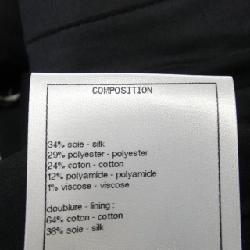 COMPOSITION
34% soie - silk
29% polyester - polyester
24% coton - cotton
12% polyamide - polyamide
1% viscose - viscose
doublure - lining :
64% coton - cotton
36% soie - silk